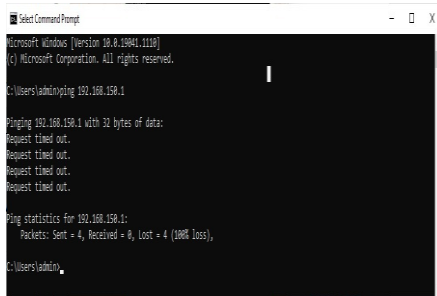 Select Command Prompt
Microsoft Windows [Version 10.0.19041.1110]
(c) Microsoft Corporation. All rights reserved.
C:\Users\admin>ping 192.168.150.1
Pinging 192.168.150.1 with 32 bytes of data:
Request timed out.
Request timed out.
Request timed out.
Request timed out.
Ping statistics for 192.168.150.1:
Packets: Sent = 4, Received = 0, Lost = 4 (100% loss),
C:\Users\admin>